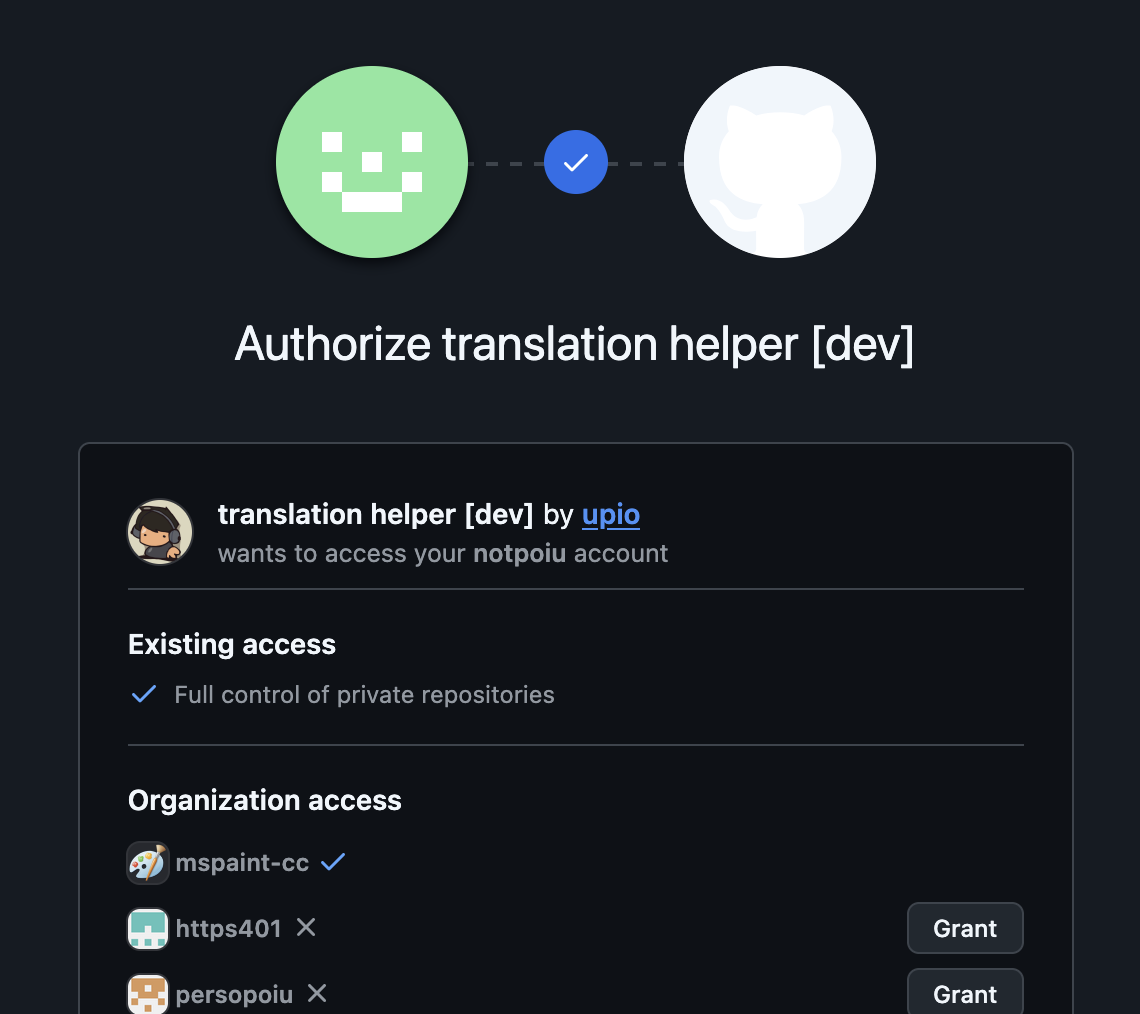 Authorize translation helper [dev]
translation helper [dev] by upio
wants to access your notpoiu account
Existing access
Full control of private repositories
Organization access
mspaint-cc
https401
Grant
persopoiu
Grant